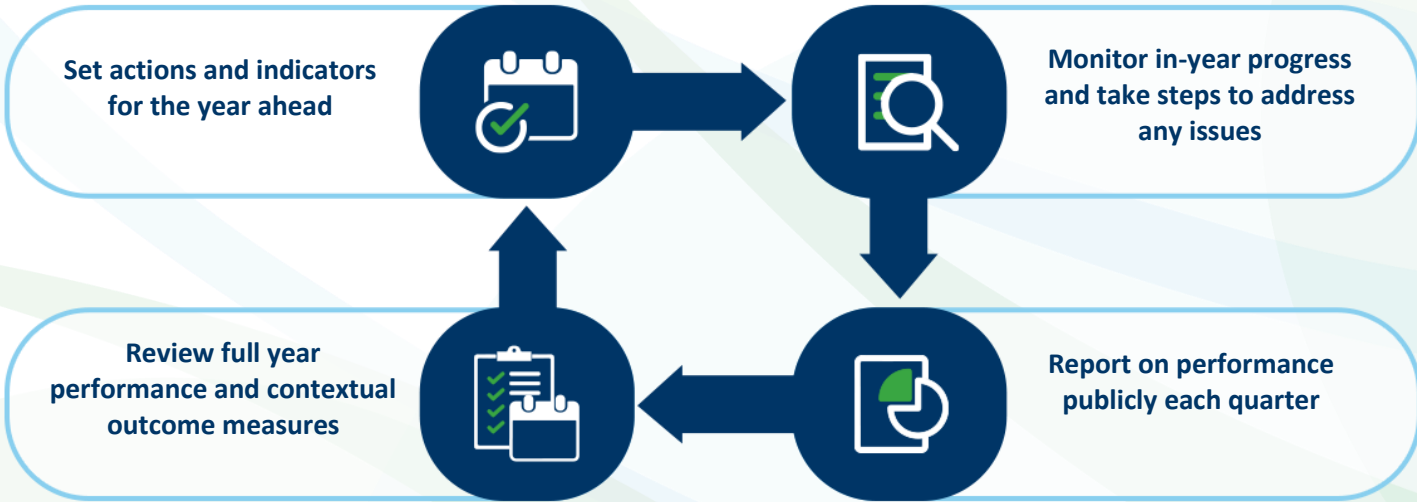 Set actions and indicators
for the year ahead
Monitor in-year progress
and take steps to address
any issues
Review full year
performance and contextual
outcome measures
Report on performance
publicly each quarter